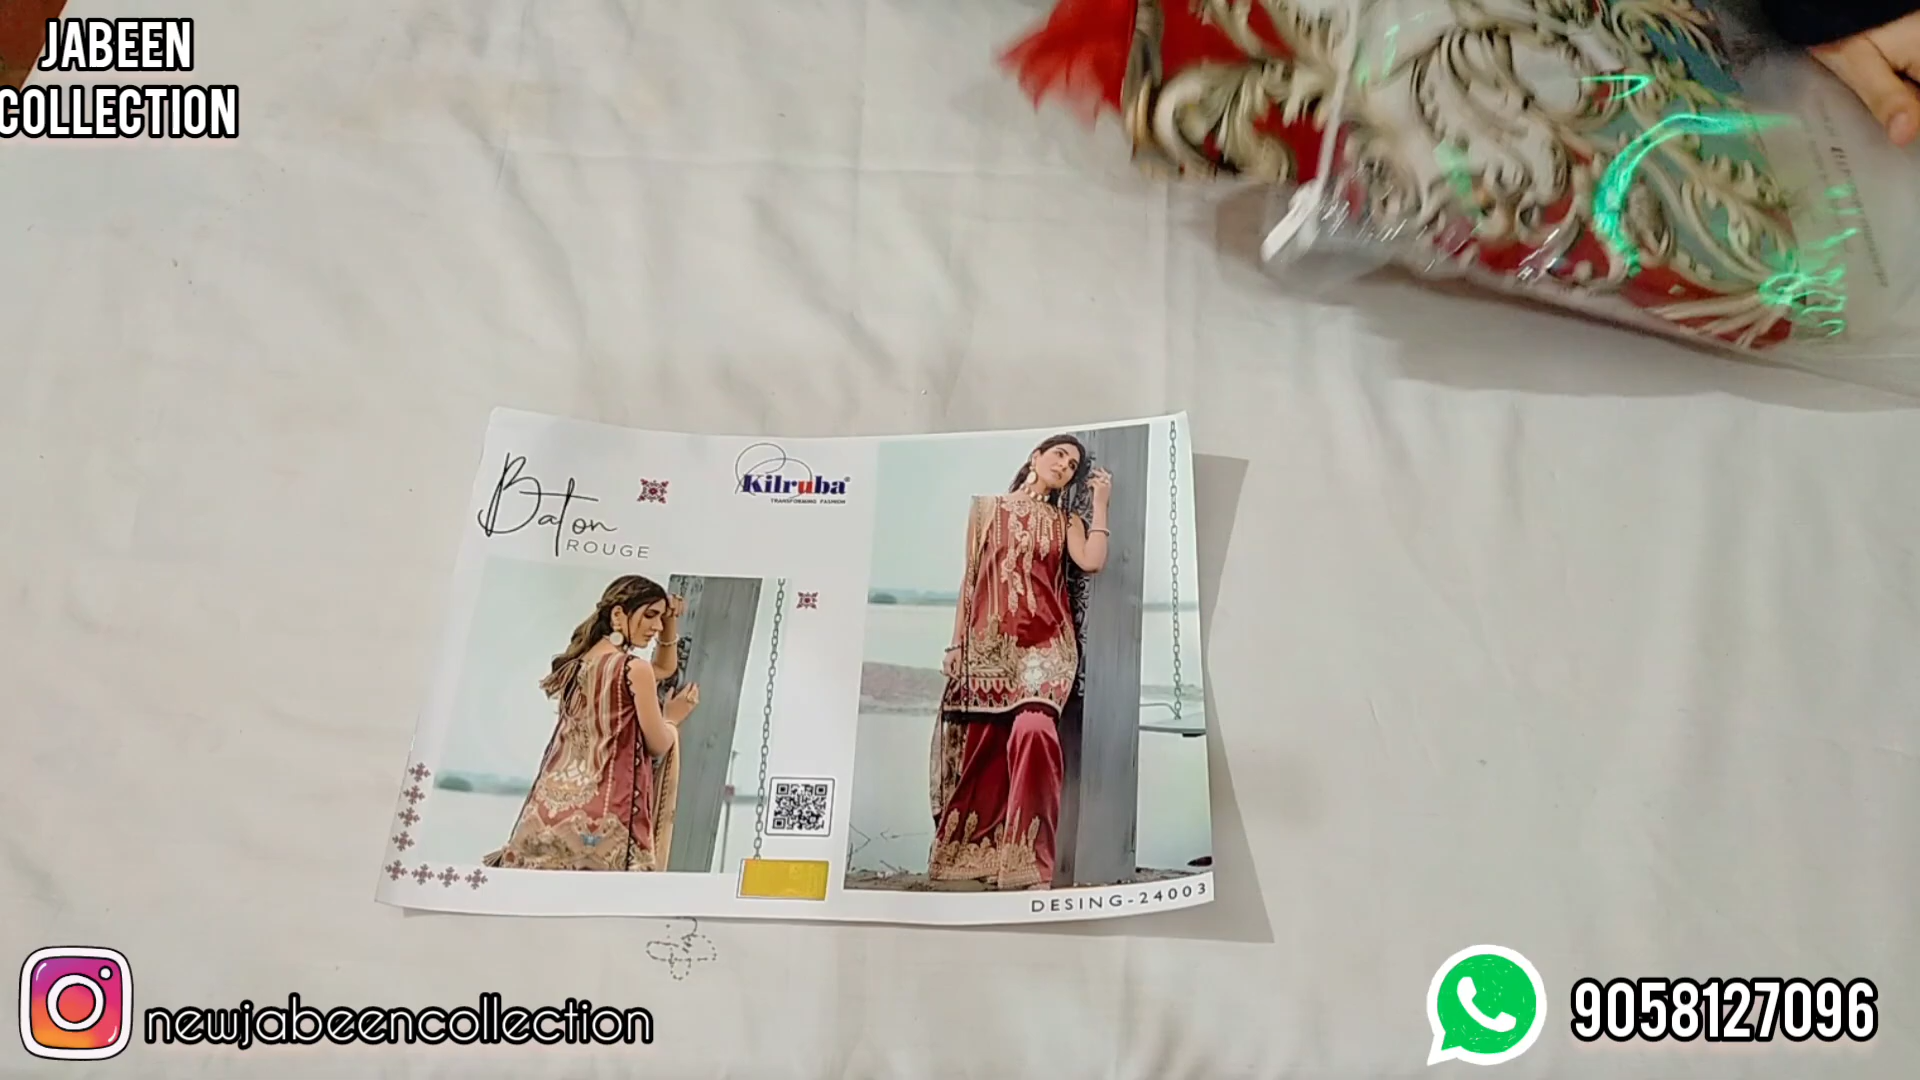 JABEEN
COLLECTION
Baton
ROUGE
Kilruba®
TRANSFORMING FASHION
DESING-24003
newjabeencollection
9058127096